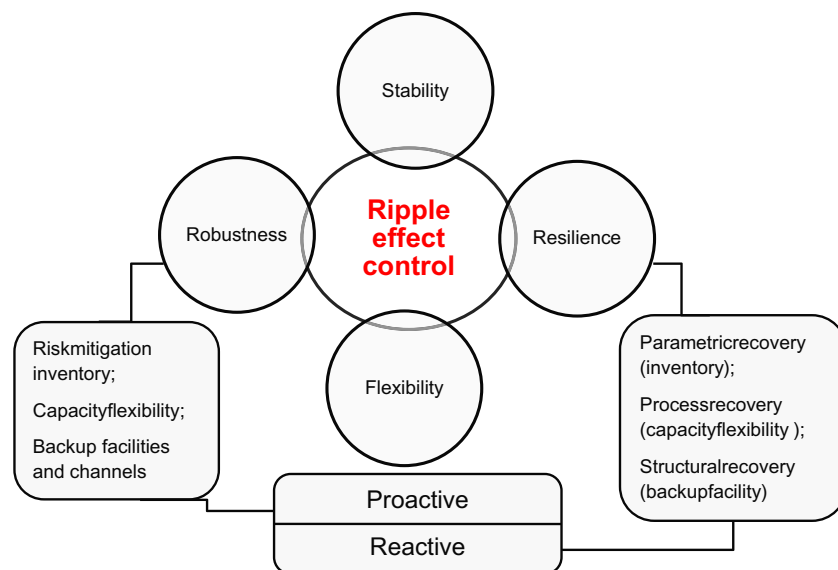 Stability
Ripple
effect
control
Robustness
Resilience
Flexibility
Riskmitigation
inventory;
Capacityflexibility;
Backup facilities
and channels
Parametricrecovery
(inventory);
Processrecovery
(capacityflexibility );
Structuralrecovery
(backupfacility)
Proactive
Reactive